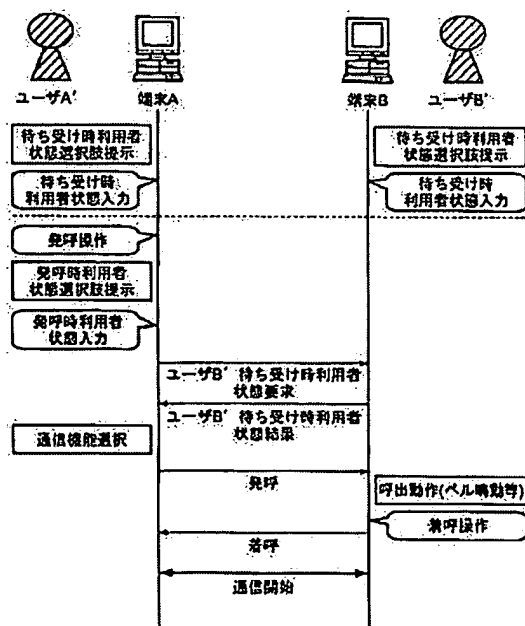 ユーザA'
端末A
端末B
ユーザB'
待ち受け時利用者
状態選択肢提示
待ち受け時利用者
状態選択肢提示
待ち受け時
利用者状態入力
待ち受け時
利用者状態入力
発呼操作
発呼時利用者
状態選択肢提示
発呼時利用者
状態入力
ユーザB' 待ち受け時利用者
状態要求
ユーザB' 待ち受け時利用者
状態結果
通信機能選択
発呼
呼出動作(ベル鳴動等)
着呼操作
着呼
通信開始